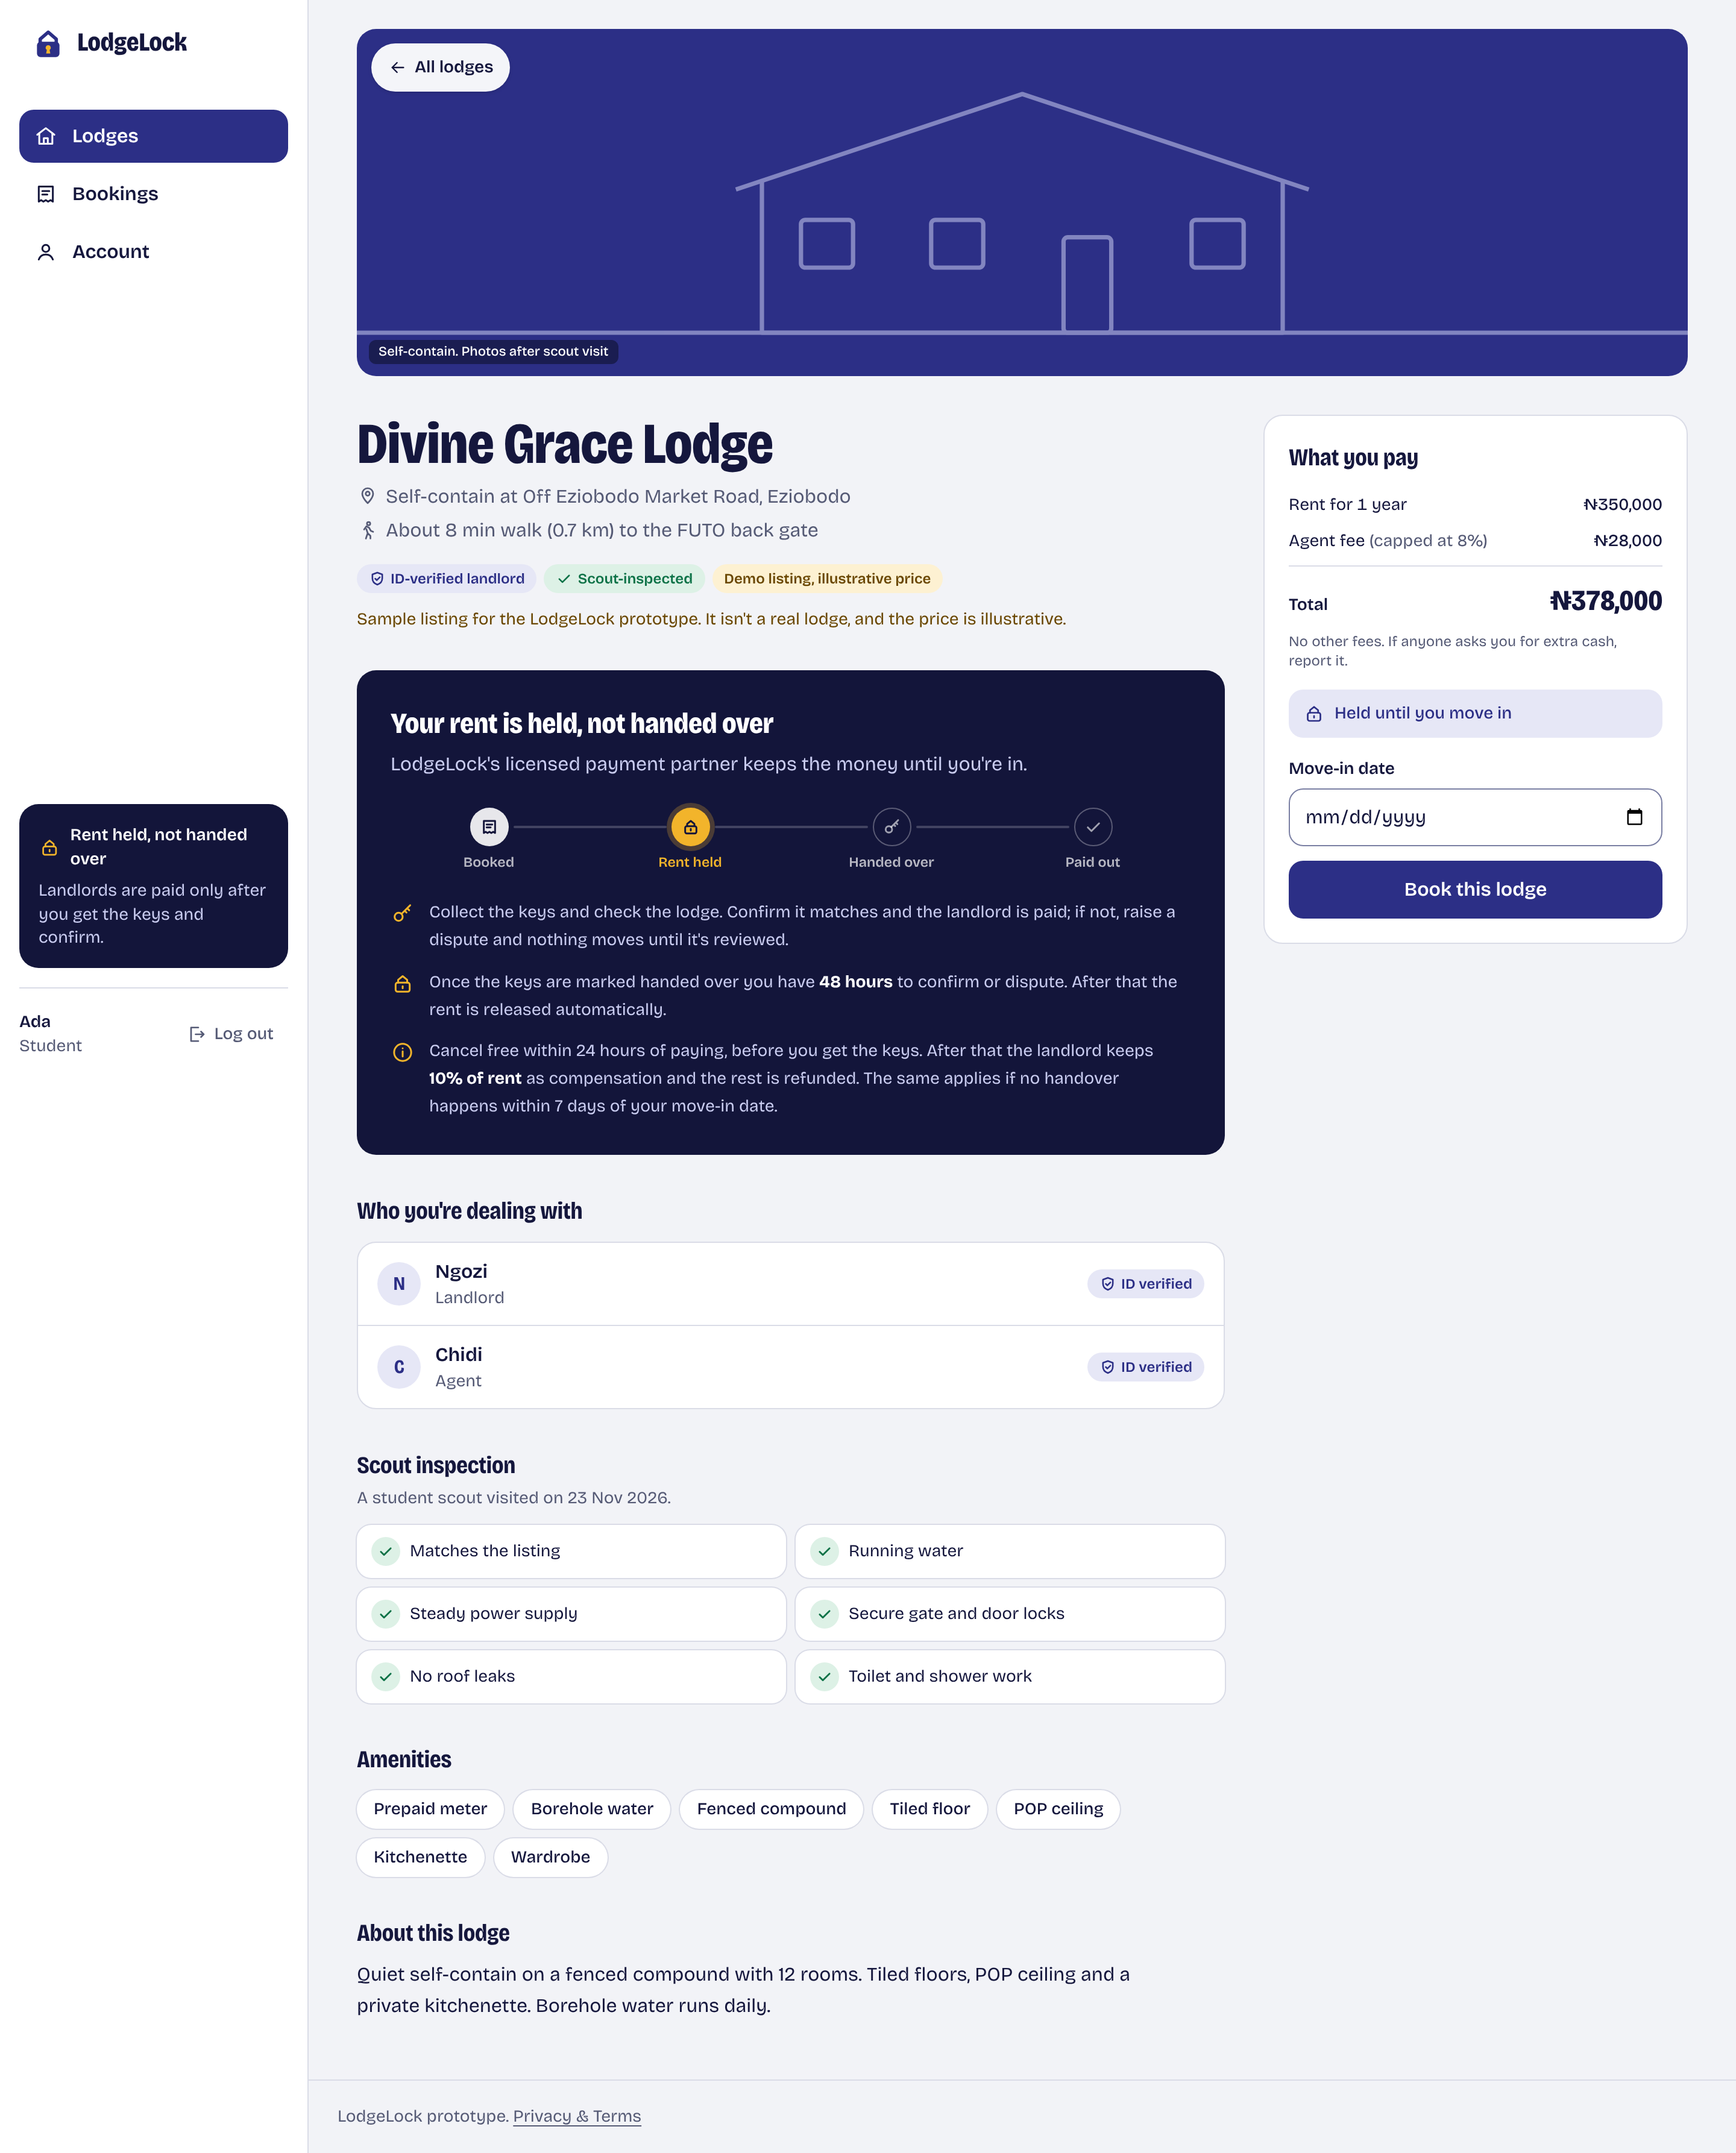 LodgeLock
Lodges
Bookings
Account
Rent held, not handed
over
Landlords are paid only after
you get the keys and
confirm.
Ada
Student
Log out
All lodges
Self-contain. Photos after scout visit
Divine Grace Lodge
Self-contain at Off Eziobodo Market Road, Eziobodo
About 8 min walk (0.7 km) to the FUTO back gate
ID-verified landlord
Scout-inspected
Demo listing, illustrative price
Sample listing for the LodgeLock prototype. It isn't a real lodge, and the price is illustrative.
Your rent is held, not handed over
LodgeLock's licensed payment partner keeps the money until you're in.
Booked
Rent held
Handed over
Paid out
Collect the keys and check the lodge. Confirm it matches and the landlord is paid; if not, raise a
dispute and nothing moves until it's reviewed.
Once the keys are marked handed over you have 48 hours to confirm or dispute. After that the
rent is released automatically.
Cancel free within 24 hours of paying, before you get the keys. After that the landlord keeps
10% of rent as compensation and the rest is refunded. The same applies if no handover
happens within 7 days of your move-in date.
Who you're dealing with
N
Ngozi
Landlord
ID verified
C
Chidi
Agent
ID verified
Scout inspection
A student scout visited on 23 Nov 2026.
Matches the listing
Running water
Steady power supply
Secure gate and door locks
No roof leaks
Toilet and shower work
Amenities
Prepaid meter
Borehole water
Fenced compound
Tiled floor
POP ceiling
Kitchenette
Wardrobe
About this lodge
Quiet self-contain on a fenced compound with 12 rooms. Tiled floors, POP ceiling and a
private kitchenette. Borehole water runs daily.
What you pay
Rent for 1 year ₦350,000
Agent fee (capped at 8%) ₦28,000
Total ₦378,000
No other fees. If anyone asks you for extra cash,
report it.
Held until you move in
Move-in date
mm/dd/yyyy
Book this lodge
LodgeLock prototype. Privacy & Terms